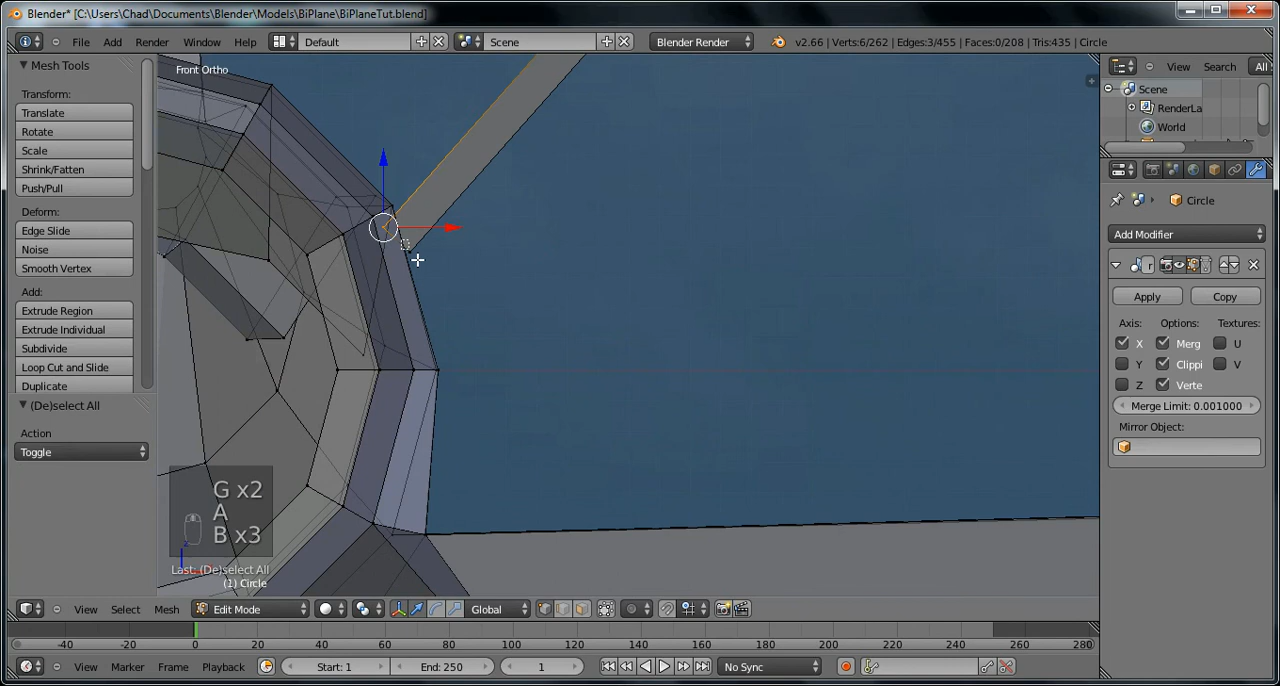 Blender* [C:\Users\Chad\Documents\Blender\Models\BiPlane\BiPlaneTut.blend]
File Add Render Window Help Default Scene Blender Render v2.66 | Verts:6/262 | Edges:3/455 | Faces:0/208 | Tris:435 | Circle
Mesh Tools
Transform:
Translate
Rotate
Scale
Shrink/Fatten
Push/Pull
Deform:
Edge Slide
Noise
Smooth Vertex
Add:
Extrude Region
Extrude Individual
Subdivide
Loop Cut and Slide
Duplicate
(De)select All
Action
Toggle
Front Ortho
G x2
A
B x3
Last: (De)select All
(1) Circle
View Search All
Scene
RenderLa
World
Circle
Add Modifier
r
Apply Copy
Axis: Options: Textures:
X Merg U
Y Clippi V
Z Verte
Merge Limit: 0.001000
Mirror Object:
View Select Mesh Edit Mode Global
-40 -20 0 20 40 60 80 100 120 140 160 180 200 220 240 260 280
View Marker Frame Playback Start: 1 End: 250 1 No Sync